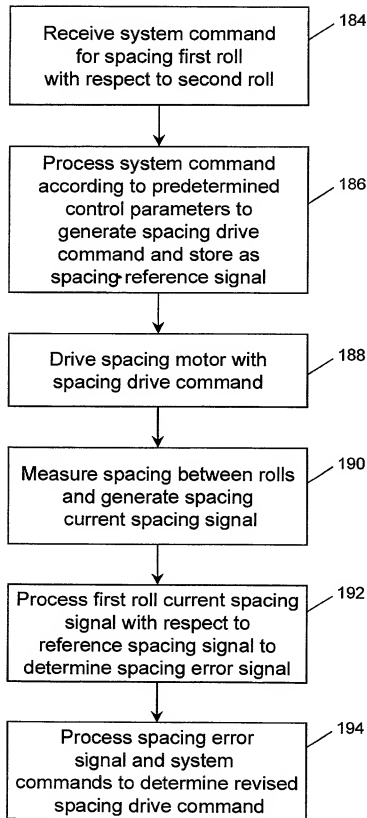 Receive system command
for spacing first roll
with respect to second roll
184
Process system command
according to predetermined
control parameters to
generate spacing drive
command and store as
spacing reference signal
186
Drive spacing motor with
spacing drive command
188
Measure spacing between rolls
and generate spacing
current spacing signal
190
Process first roll current spacing
signal with respect to
reference spacing signal to
determine spacing error signal
192
Process spacing error
signal and system
commands to determine revised
spacing drive command
194